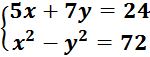 5x + 7y = 24
x² − y² = 72